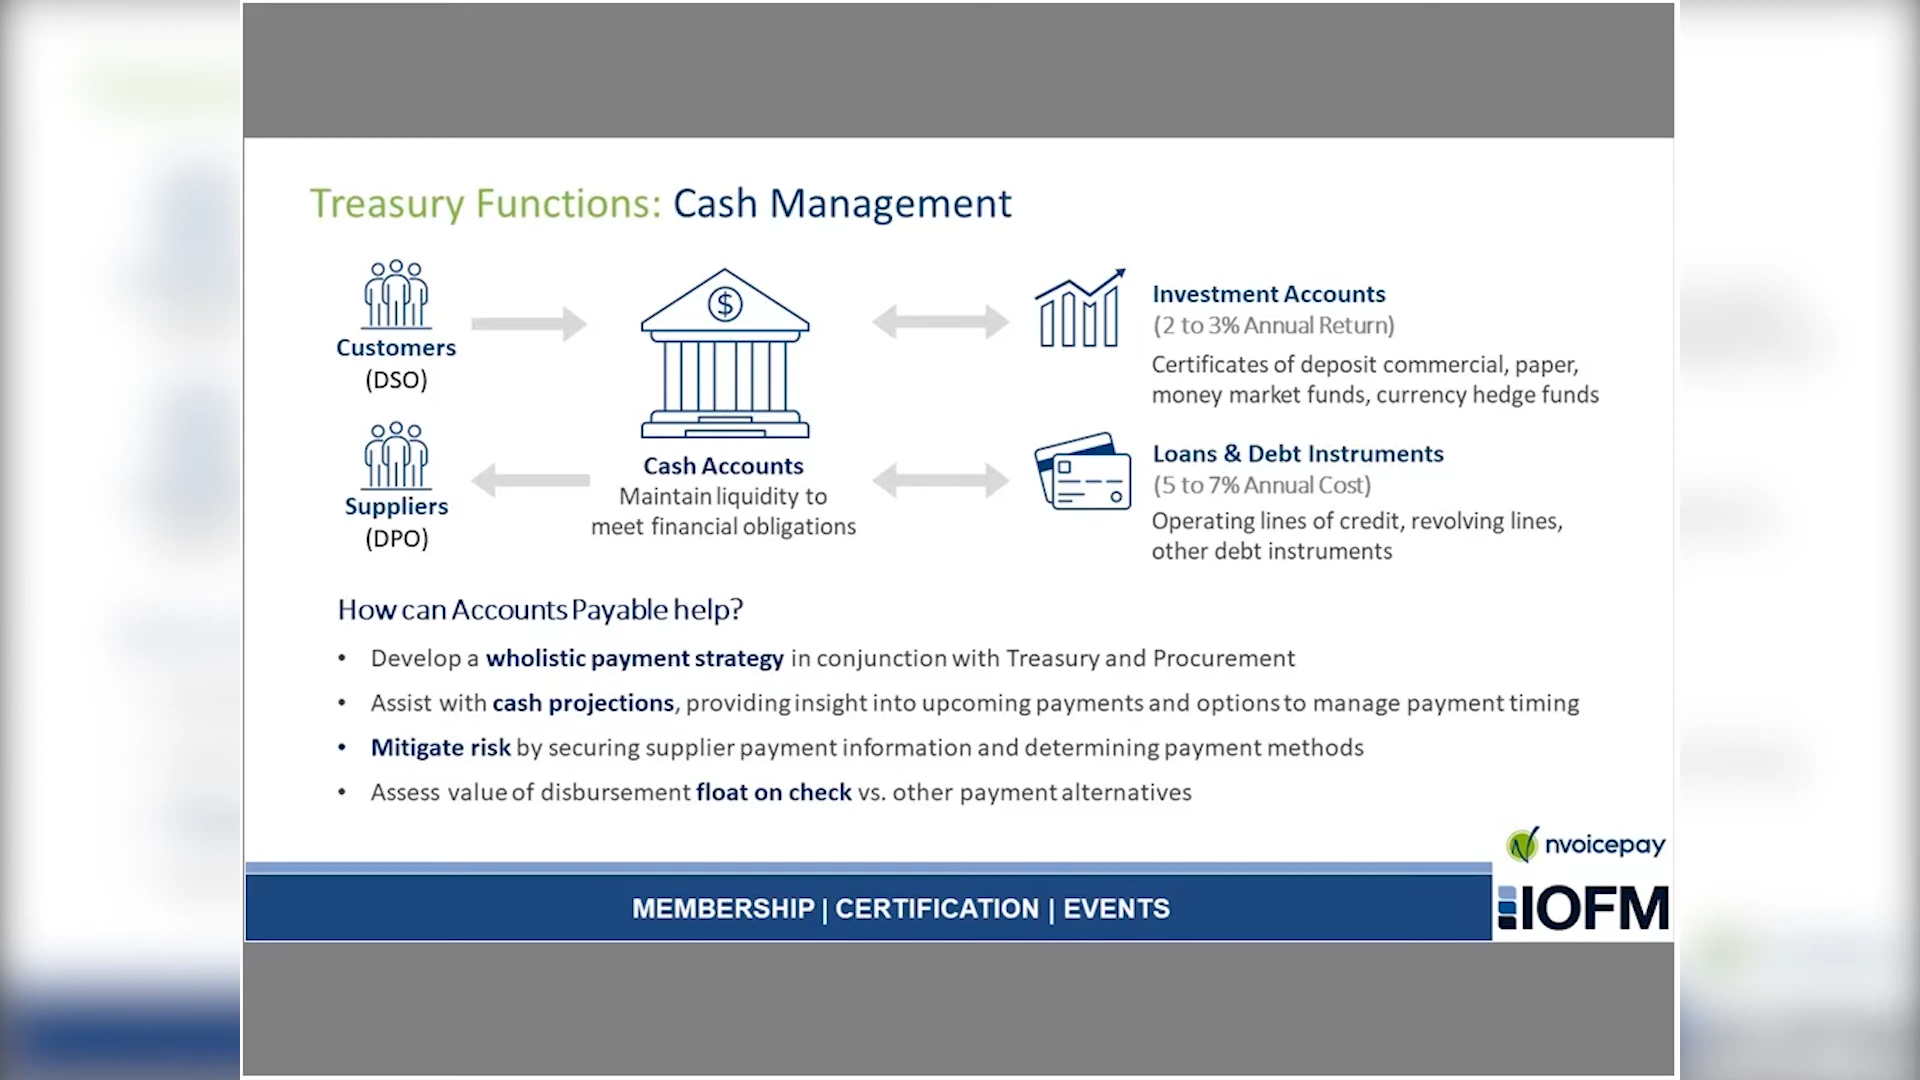 Treasury Functions: Cash Management
Customers
(DSO)
Suppliers
(DPO)
$
Cash Accounts
Maintain liquidity to
meet financial obligations
Investment Accounts
(2 to 3% Annual Return)
Certificates of deposit commercial, paper,
money market funds, currency hedge funds
Loans & Debt Instruments
(5 to 7% Annual Cost)
Operating lines of credit, revolving lines,
other debt instruments
How can Accounts Payable help?
• Develop a wholistic payment strategy in conjunction with Treasury and Procurement
• Assist with cash projections, providing insight into upcoming payments and options to manage payment timing
• Mitigate risk by securing supplier payment information and determining payment methods
• Assess value of disbursement float on check vs. other payment alternatives
nvoicepay
MEMBERSHIP | CERTIFICATION | EVENTS
IOFM